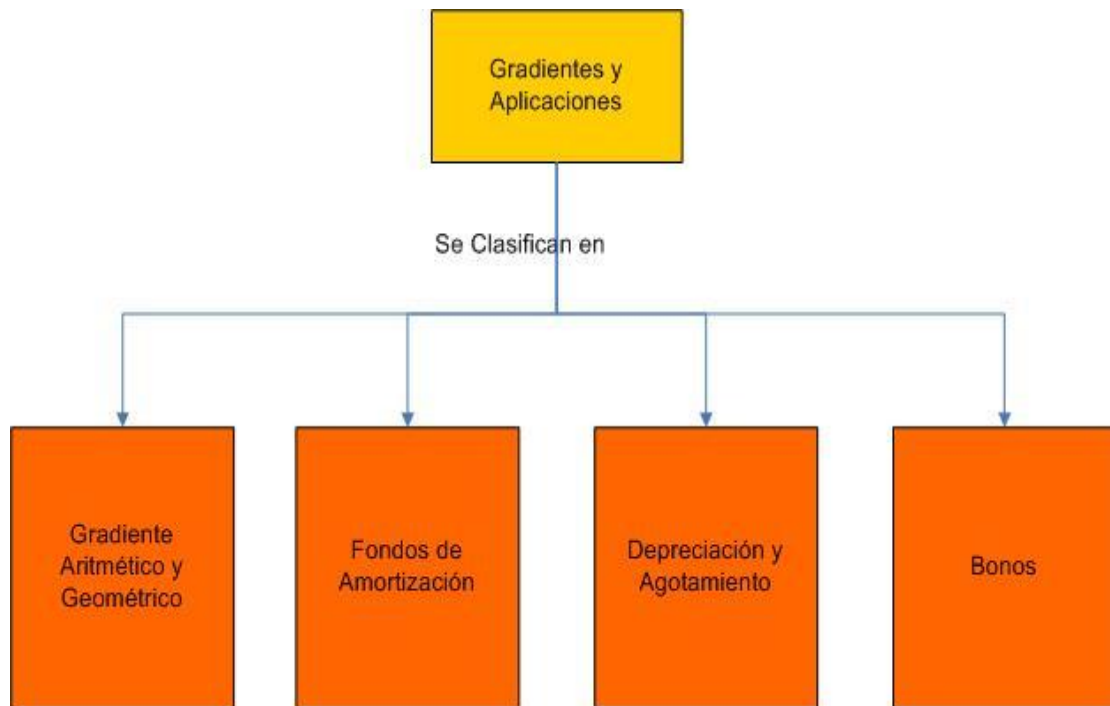 Gradientes y
Aplicaciones
Se Clasifican en
Gradiente
Aritmético y
Geométrico
Fondos de
Amortización
Depreciación y
Agotamiento
Bonos